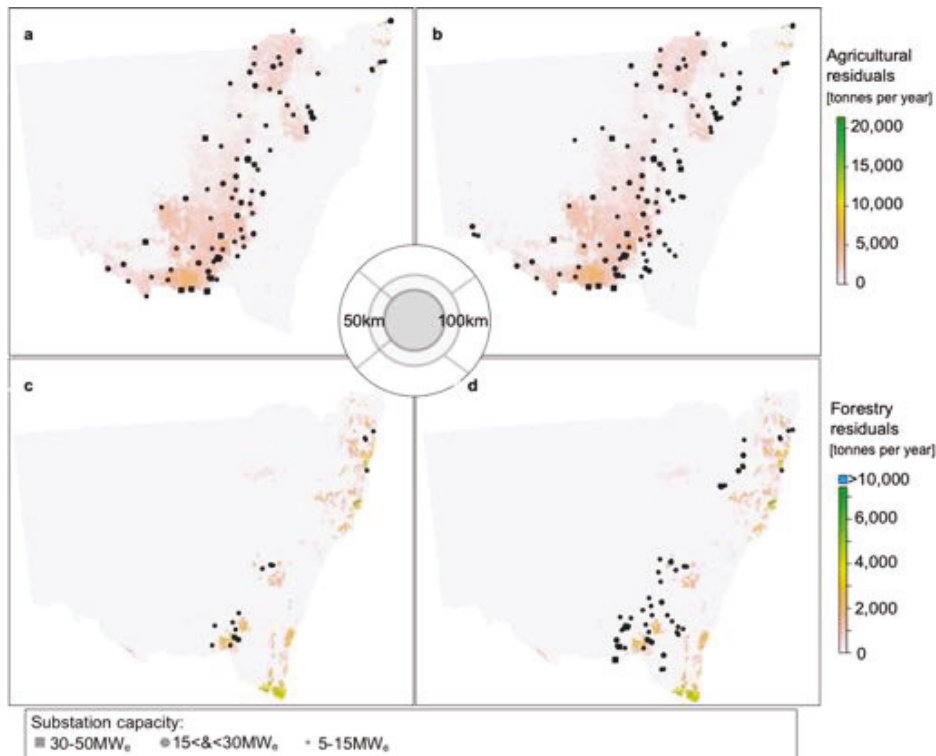 a
b
Agricultural
residuals
[tonnes per year]
20,000
15,000
10,000
5,000
0
50km
100km
c
d
Forestry
residuals
[tonnes per year]
>10,000
6,000
4,000
2,000
0
Substation capacity:
30-50MWe 15<&<30MWe 5-15MWe